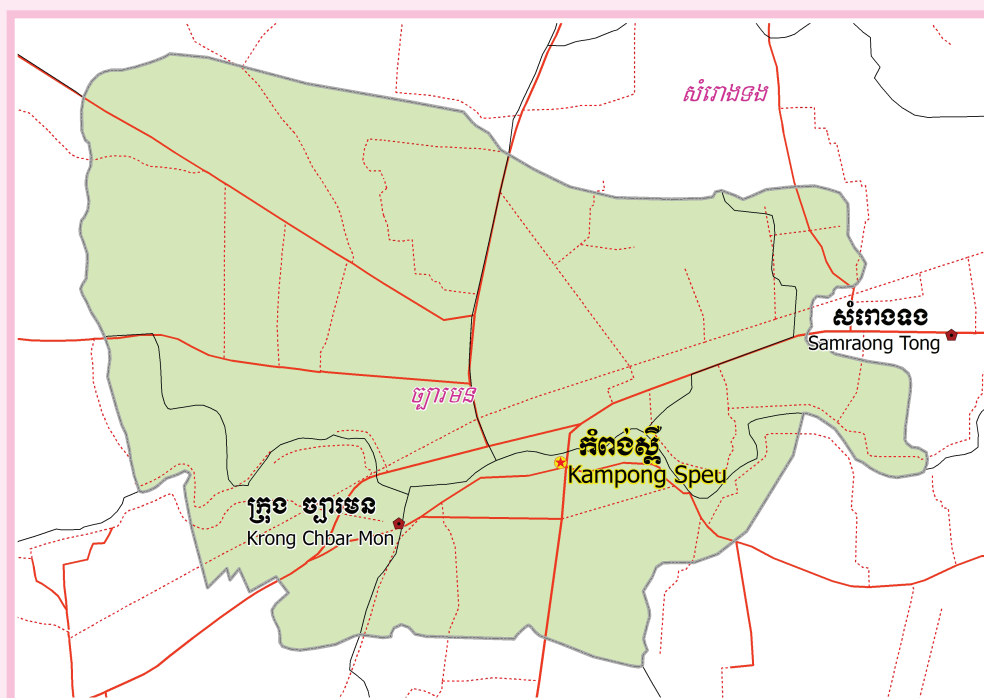 សំរោងទង
សំរោងទង
Samraong Tong
ច្បារមន
កំពង់ស្ពឺ
Kampong Speu
ក្រុង ច្បារមន
Krong Chbar Mon